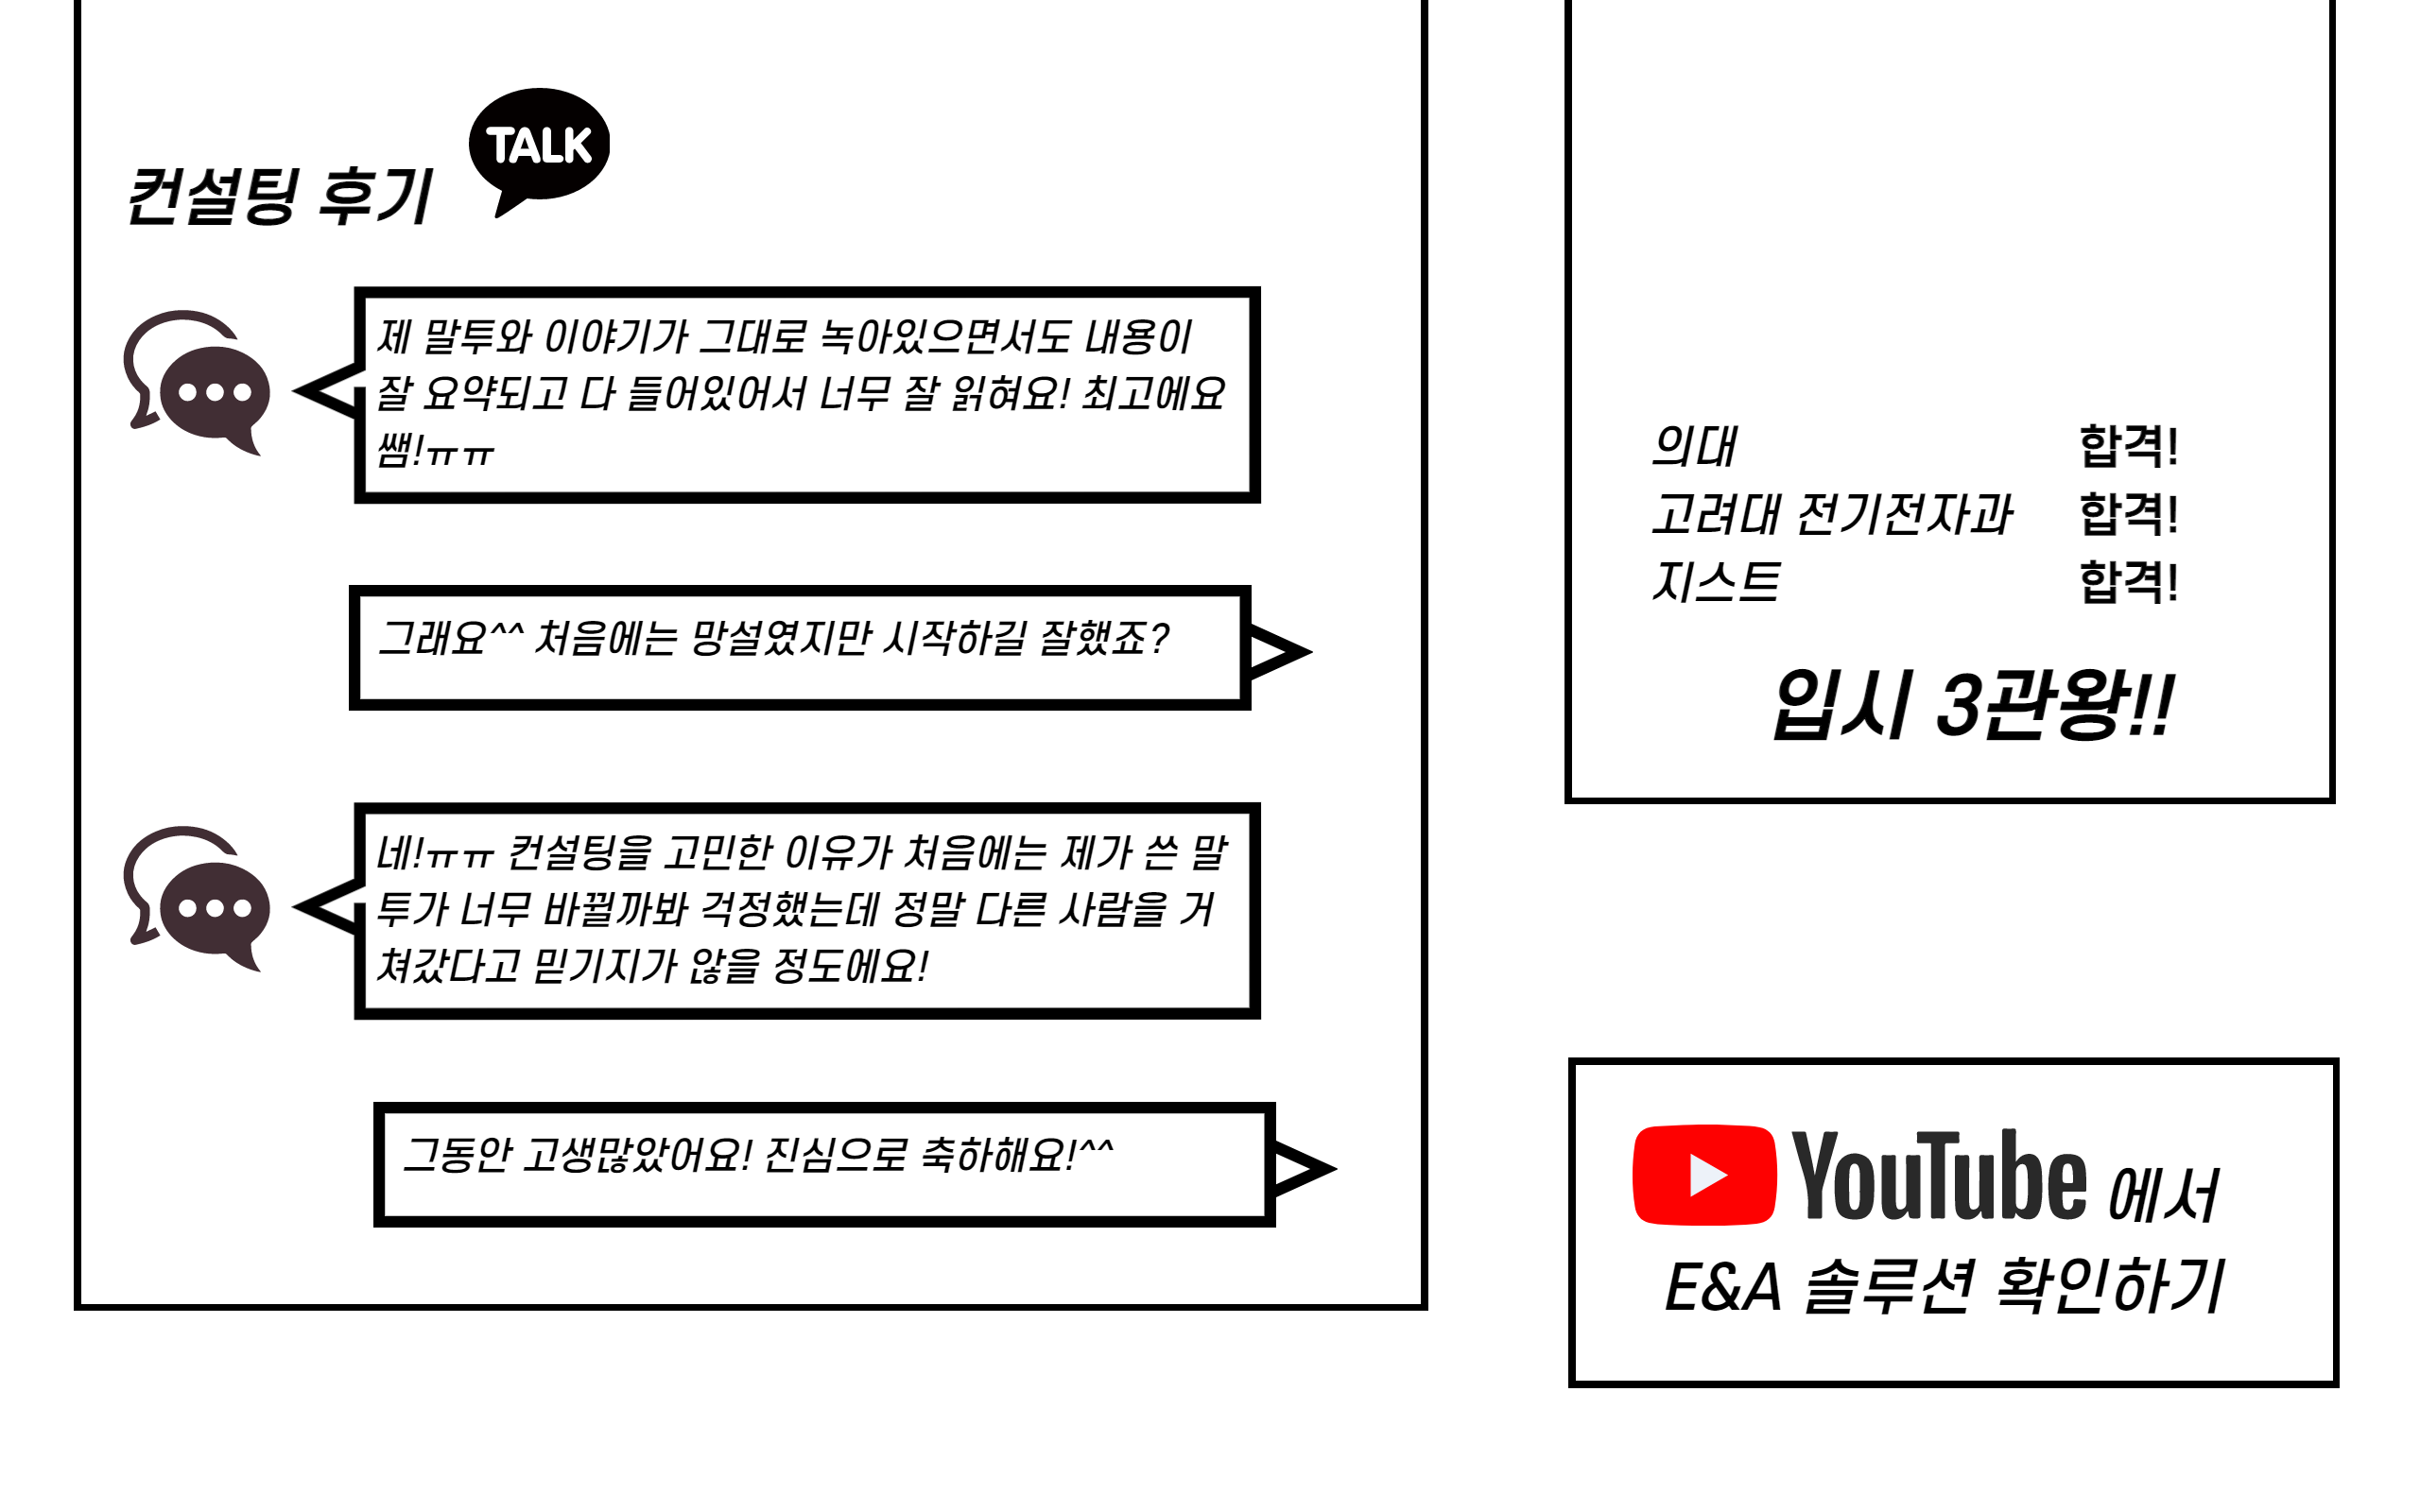 컨설팅 후기
TALK
제 말투와 이야기가 그대로 녹아있으면서도 내용이
잘 요약되고 다 들어있어서 너무 잘 읽혀요! 최고에요
쌤!ㅠㅠ
그래요^^ 처음에는 망설였지만 시작하길 잘했죠?
네!ㅠㅠ 컨설팅을 고민한 이유가 처음에는 제가 쓴 말
투가 너무 바뀔까봐 걱정했는데 정말 다른 사람을 거
쳐갔다고 믿기지가 않을 정도에요!
그동안 고생많았어요! 진심으로 축하해요!^^
의대 합격!
고려대 전기전자과 합격!
지스트 합격!
입시 3관왕!!
YouTube 에서
E&A 솔루션 확인하기